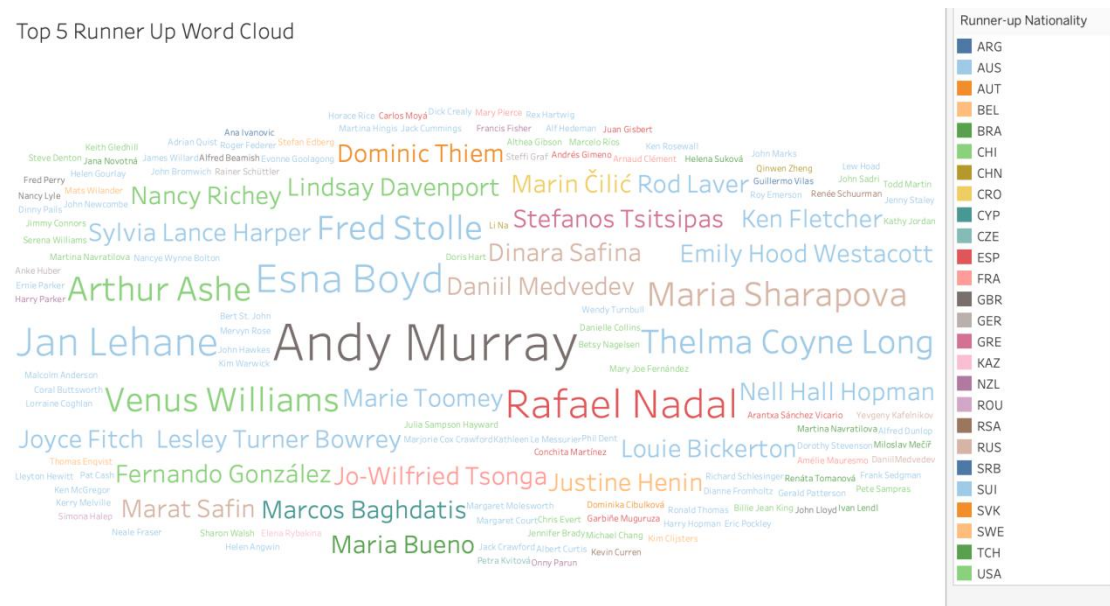 Top 5 Runner Up Word Cloud
Horace Rice Carlos Moyá Dick Crealy Mary Pierce Rex Hartwig
Ana Ivanovic Martina Hingis Jack Cummings Francis Fisher Alf Hedeman Juan Gisbert
Keith Gledhill Adrian Quist Roger Federer Stefan Edberg Dominic Thiem Althea Gibson Marcelo Rios Ken Rosewall
Steve Denton Jana Novotná James Willard Alfred Beamish Evonne Goolagong Steffi Graf Andrés Gimeno Arnaud Clément Helena Suková John Marks
Helen Gourlay John Bromwich Rainer Schüttler Qinwen Zheng Lew Hoad
Fred Perry Mats Wilander Nancy Richey Lindsay Davenport Marin Čilić Rod Laver Guillermo Vilas John Sadri Todd Martin
Nancy Lyle John Newcombe Roy Emerson Renée Schuurman Jenny Staley
Dinny Pails
Jimmy Connors Sylvia Lance Harper Fred Stolle Li Na Stefanos Tsitsipas Ken Fletcher Kathy Jordan
Serena Williams
Martina Navratilova Nancye Wynne Bolton Doris Hart Dinara Safina Emily Hood Westacott
Anke Huber
Ernie Parker Arthur Ashe Esna Boyd Daniil Medvedev Maria Sharapova
Harry Parker
Bert St. John Wendy Turnbull
Mervyn Rose Danielle Collins
Jan Lehane John Hawkes Andy Murray Betsy Nagelsen Thelma Coyne Long
Kim Warwick
Malcolm Anderson Mary Joe Fernández
Coral Buttsworth Venus Williams Marie Toomey Rafael Nadal Nell Hall Hopman
Lorraine Coghlan Arantxa Sánchez Vicario Yevgeny Kafelnikov
Julia Sampson Hayward Martina Navratilova Alfred Dunlop
Joyce Fitch Lesley Turner Bowrey Marjorie Cox Crawford Kathleen Le Messurier Phil Dent Louie Bickerton Dorothy Stevenson Miloslav Mečíř
Conchita Martínez
Thomas Enqvist Amélie Mauresmo DaniilMedvedev
Lleyton Hewitt Pat Cash Fernando González Jo-Wilfried Tsonga Justine Henin Richard Schlesinger Renáta Tomanová Frank Sedgman
Ken McGregor Dianne Fromholtz Gerald Patterson Pete Sampras
Kerry Melville Marat Safin Marcos Baghdatis Margaret Molesworth Dominika Cibulková Ronald Thomas Billie Jean King John Lloyd Ivan Lendl
Simona Halep Margaret Court Chris Evert Garbiñe Muguruza Harry Hopman Eric Pockley
Neale Fraser Sharon Walsh Elena Rybakina Jennifer Brady Michael Chang Kim Clijsters
Helen Angwin Maria Bueno Jack Crawford Albert Curtis Kevin Curren
Petra Kvitová Onny Parun
Runner-up Nationality
ARG
AUS
AUT
BEL
BRA
CHI
CHN
CRO
CYP
CZE
ESP
FRA
GBR
GER
GRE
KAZ
NZL
ROU
RSA
RUS
SRB
SUI
SVK
SWE
TCH
USA